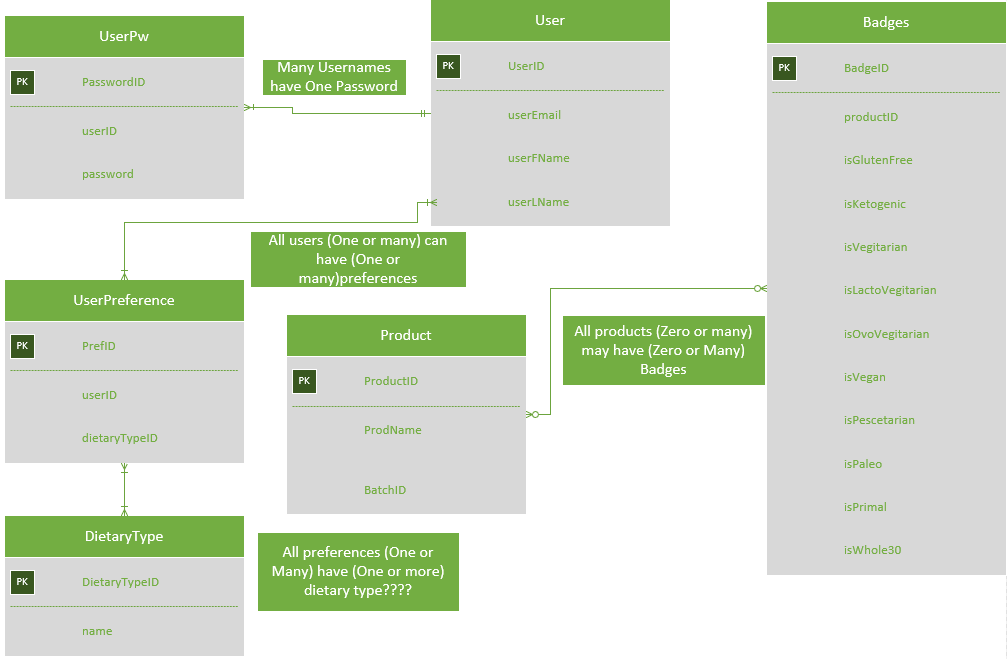 UserPw
PK
PasswordID
userID
password
Many Usernames
have One Password
User
PK
UserID
userEmail
userFName
userLName
Badges
PK
BadgeID
productID
isGlutenFree
isKetogenic
isVegitarian
isLactoVegitarian
isOvoVegitarian
isVegan
isPescetarian
isPaleo
isPrimal
isWhole30
All users (One or many) can
have (One or
many)preferences
UserPreference
PK
PrefID
userID
dietaryTypeID
Product
PK
ProductID
ProdName
BatchID
All products (Zero or many)
may have (Zero or Many)
Badges
DietaryType
PK
DietaryTypeID
name
All preferences (One or
Many) have (One or more)
dietary type????